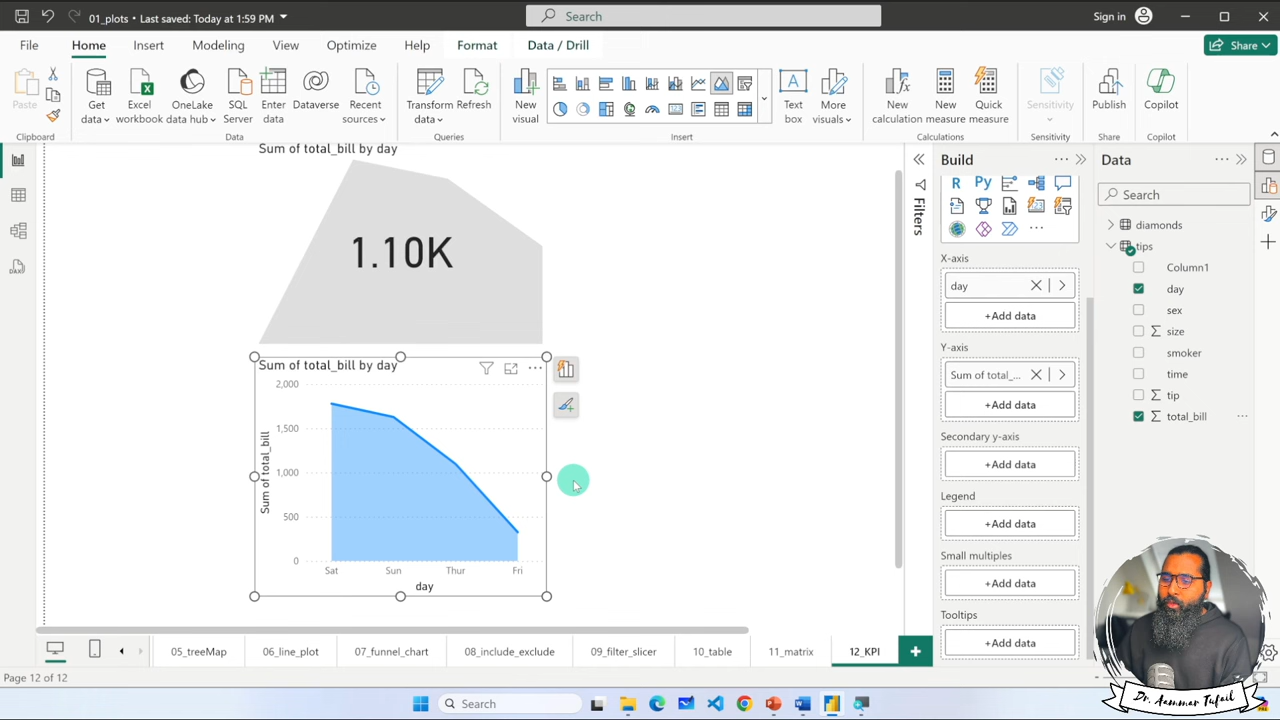 01_plots • Last saved: Today at 1:59 PM
Search
Sign in
File Home Insert Modeling View Optimize Help Format Data / Drill
Share
Paste
Get data
Excel workbook
OneLake data hub
SQL Server
Enter data
Dataverse
Recent sources
Transform data
Refresh
New visual
Text box
More visuals
New calculation
New measure
Quick measure
Sensitivity
Publish
Copilot
Clipboard
Data
Queries
Insert
Calculations
Sensitivity
Share
Copilot
Sum of total_bill by day
1.10K
Sum of total_bill by day
2,000
1,500
1,000
500
0
Sum of total_bill
Sat Sun Thur Fri
day
Filters
Build
R Py
X-axis
day
+Add data
Y-axis
Sum of total_...
+Add data
Secondary y-axis
+Add data
Legend
+Add data
Small multiples
+Add data
Tooltips
+Add data
Data
Search
diamonds
tips
Column1
day
sex
size
smoker
time
tip
total_bill
05_treeMap 06_line_plot 07_funnel_chart 08_include_exclude 09_filter_slicer 10_table 11_matrix 12_KPI
Page 12 of 12
Search
Dr. Aammar Tufail